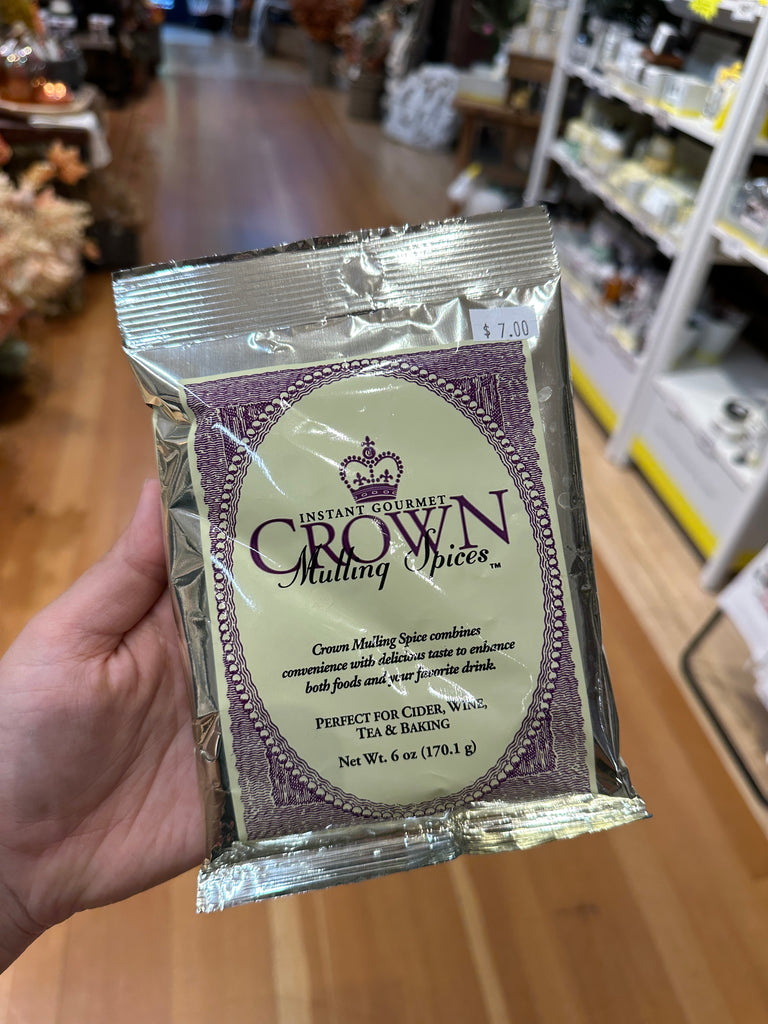 $ 7.00
INSTANT GOURMET
CROWN
Mulling Spices™
Crown Mulling Spice combines
convenience with delicious taste to enhance
both foods and your favorite drink.
PERFECT FOR CIDER, WINE,
TEA & BAKING
Net Wt. 6 oz (170.1 g)